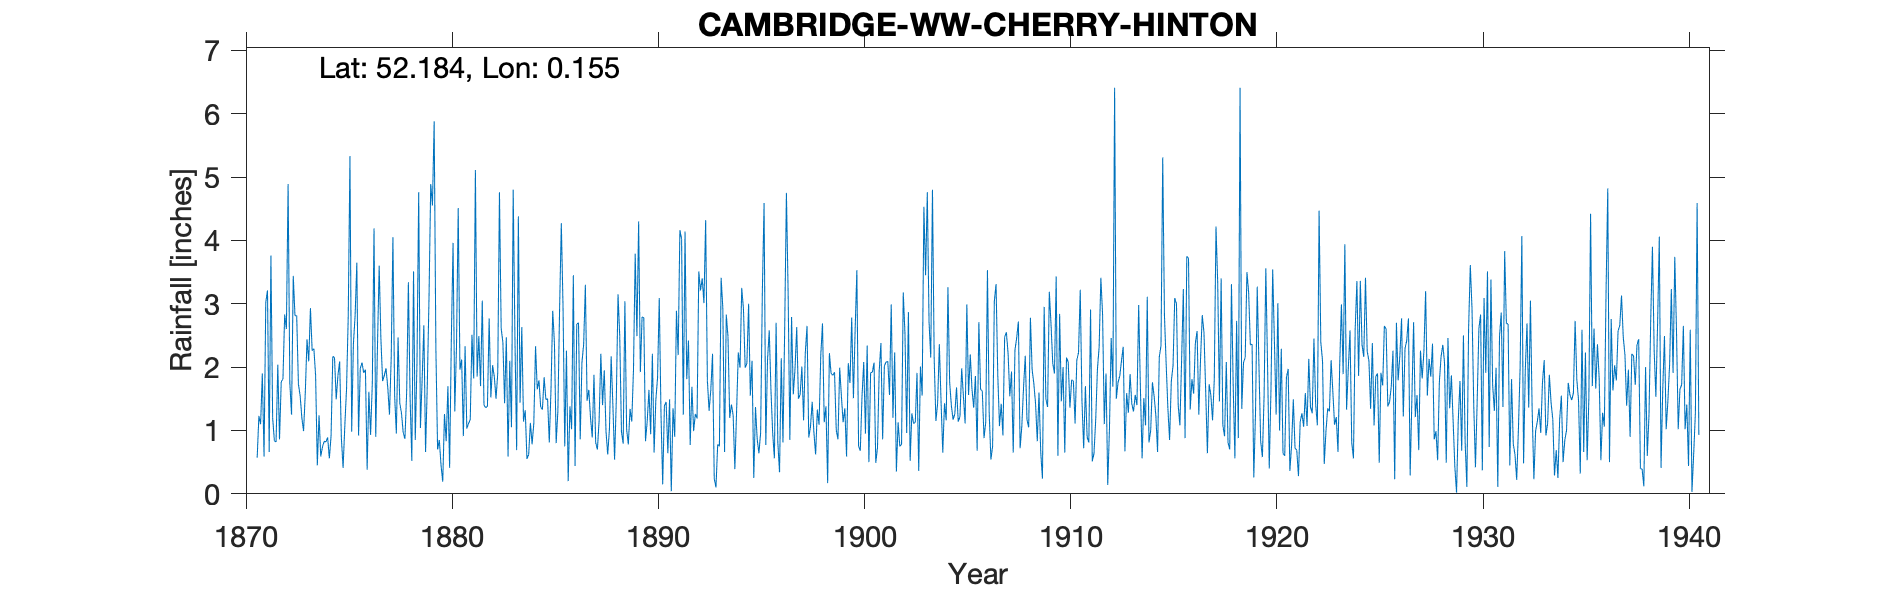 CAMBRIDGE-WW-CHERRY-HINTON
Lat: 52.184, Lon: 0.155
Rainfall [inches]
7
6
5
4
3
2
1
0
1870 1880 1890 1900 1910 1920 1930 1940
Year